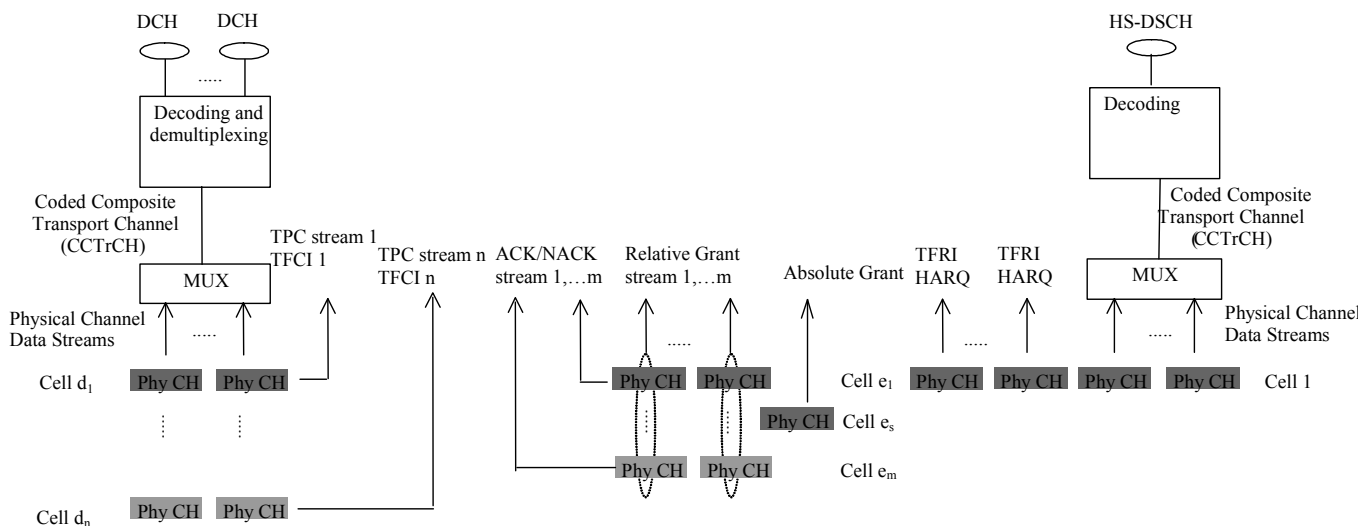 DCH DCH HS-DSCH
.....
Decoding and
demultiplexing
Decoding
Coded Composite
Transport Channel
(CCTrCH)
Coded Composite
Transport Channel
(CCTrCH)
TPC stream 1
TFCI 1
TPC stream n
TFCI n
ACK/NACK
stream 1,…m
Relative Grant
stream 1,…m
Absolute Grant
TFRI
HARQ
TFRI
HARQ
MUX
MUX
Physical Channel
Data Streams
.....
.....
.....
.....
Physical Channel
Data Streams
Cell d1 Phy CH Phy CH
Phy CH Phy CH Cell e1
Phy CH Phy CH Phy CH Phy CH Cell 1
Phy CH Cell es
Phy CH Phy CH Cell em
Cell dn Phy CH Phy CH